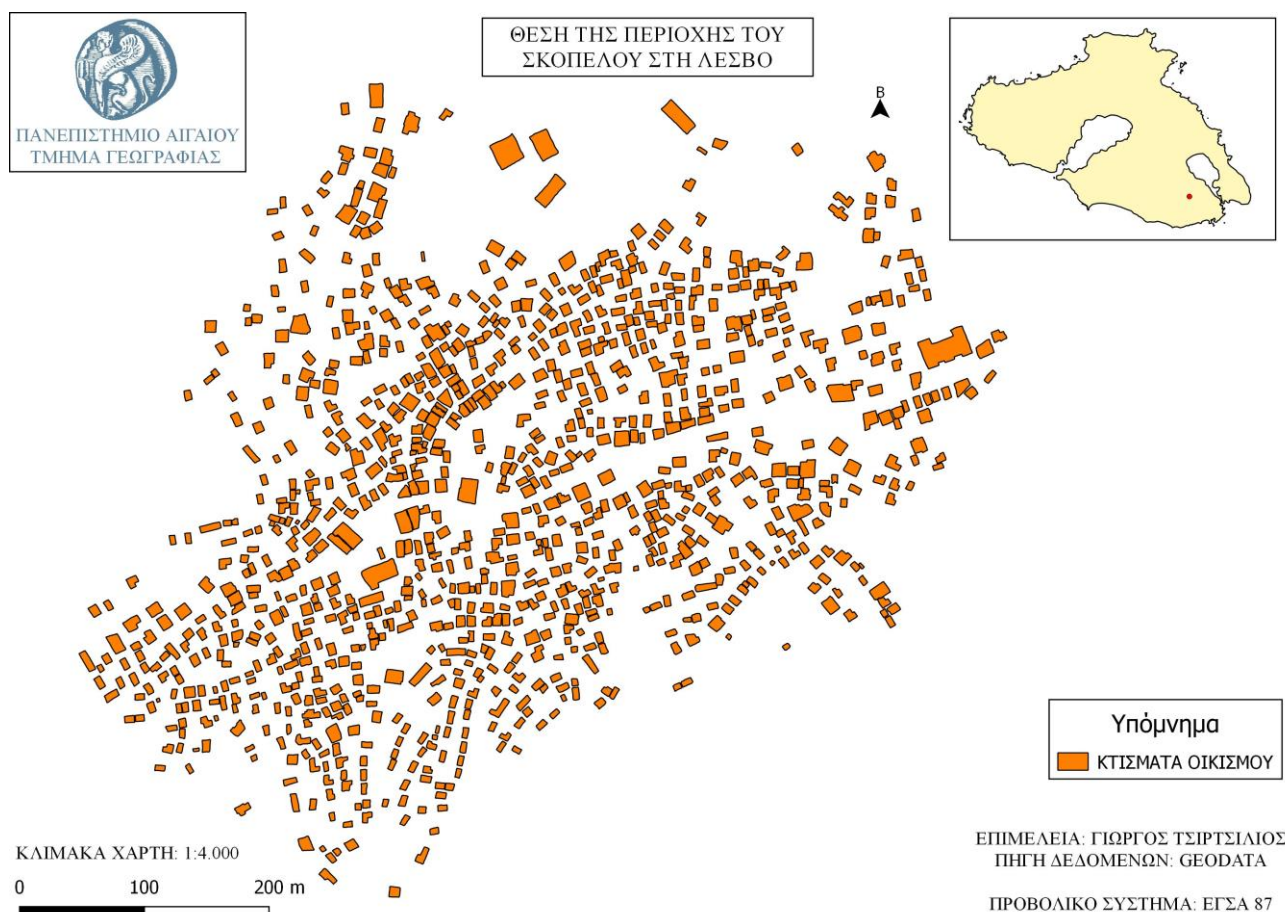 ΠΑΝΕΠΙΣΤΗΜΙΟ ΑΙΓΑΙΟΥ
ΤΜΗΜΑ ΓΕΩΓΡΑΦΙΑΣ
ΘΕΣΗ ΤΗΣ ΠΕΡΙΟΧΗΣ ΤΟΥ
ΣΚΟΠΕΛΟΥ ΣΤΗ ΛΕΣΒΟ
Β
Υπόμνημα
ΚΤΙΣΜΑΤΑ ΟΙΚΙΣΜΟΥ
ΚΛΙΜΑΚΑ ΧΑΡΤΗ: 1:4.000
0 100 200 m
ΕΠΙΜΕΛΕΙΑ: ΓΙΩΡΓΟΣ ΤΣΙΡΤΣΙΛΙΟΣ
ΠΗΓΗ ΔΕΔΟΜΕΝΩΝ: GEODATA
ΠΡΟΒΟΛΙΚΟ ΣΥΣΤΗΜΑ: ΕΓΣΑ 87